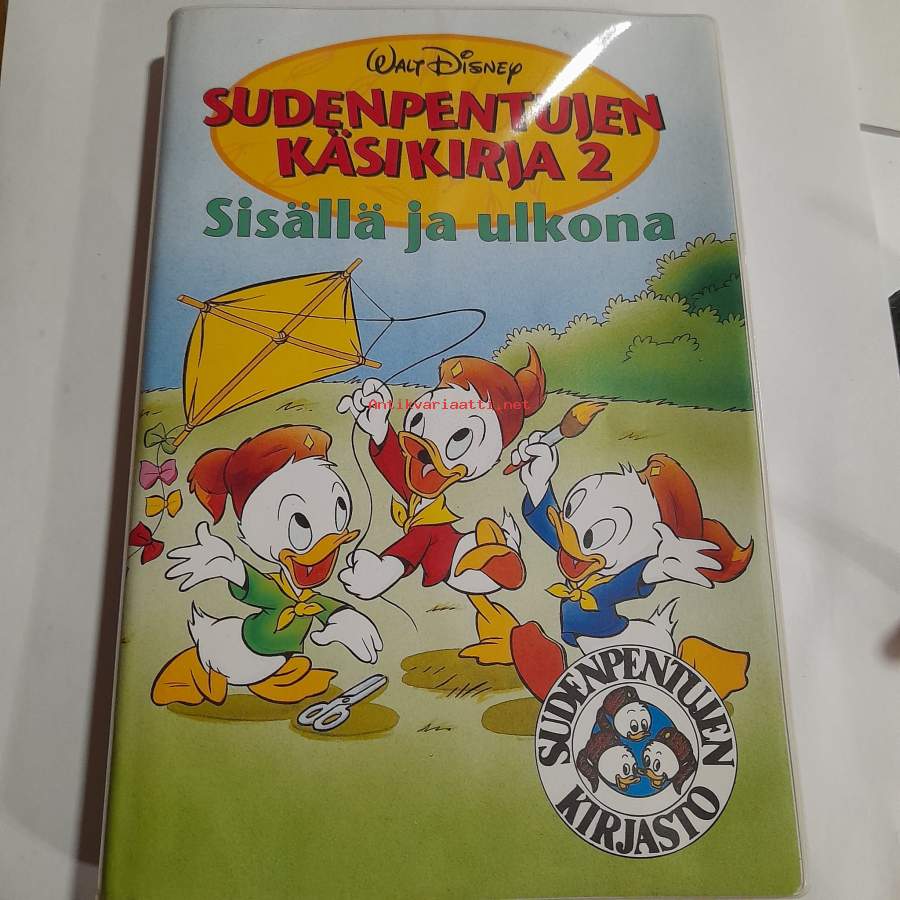 WALT DISNEY
SUDENPENTUJEN
KÄSIKIRJA 2
Sisällä ja ulkona
Antikvariaatti.net
SUDENPENTUJEN
KIRJASTO